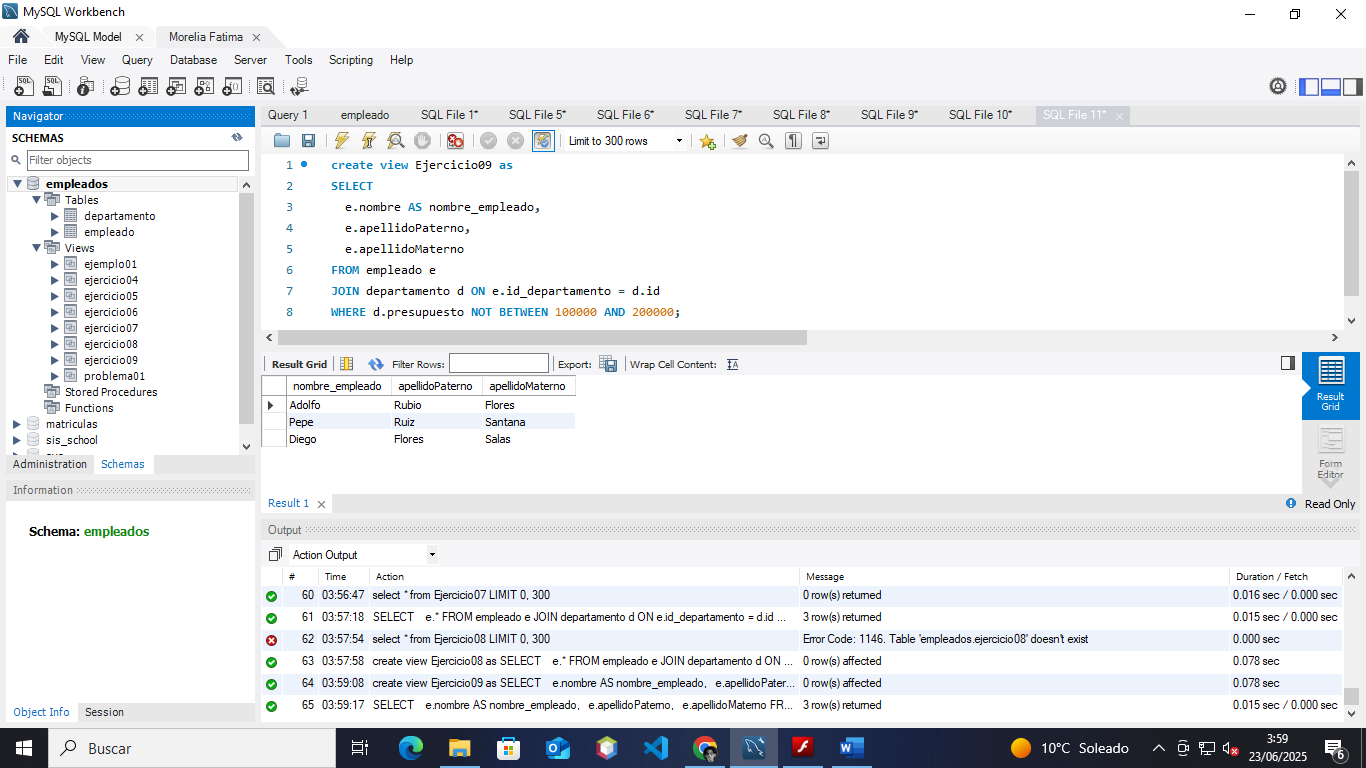 MySQL Workbench
MySQL Model
Morelia Fatima
File Edit View Query Database Server Tools Scripting Help
Navigator
SCHEMAS
Filter objects
empleados
Tables
departamento
empleado
Views
ejemplo01
ejercicio04
ejercicio05
ejercicio06
ejercicio07
ejercicio08
ejercicio09
problema01
Stored Procedures
Functions
matriculas
sis_school
Administration Schemas
Information
Schema: empleados
Object Info Session
Query 1 empleado SQL File 1* SQL File 5* SQL File 6* SQL File 7* SQL File 8* SQL File 9* SQL File 10* SQL File 11*
Limit to 300 rows
1 create view Ejercicio09 as
2 SELECT
3 e.nombre AS nombre_empleado,
4 e.apellidoPaterno,
5 e.apellidoMaterno
6 FROM empleado e
7 JOIN departamento d ON e.id_departamento = d.id
8 WHERE d.presupuesto NOT BETWEEN 100000 AND 200000;
Result Grid Filter Rows: Export: Wrap Cell Content:
nombre_empleado apellidoPaterno apellidoMaterno
Adolfo Rubio Flores
Pepe Ruiz Santana
Diego Flores Salas
Result Grid
Form Editor
Result 1
Read Only
Output
Action Output
# Time Action Message Duration / Fetch
60 03:56:47 select * from Ejercicio07 LIMIT 0, 300 0 row(s) returned 0.016 sec / 0.000 sec
61 03:57:18 SELECT e.* FROM empleado e JOIN departamento d ON e.id_departamento = d.id ... 3 row(s) returned 0.015 sec / 0.000 sec
62 03:57:54 select * from Ejercicio08 LIMIT 0, 300 Error Code: 1146. Table 'empleados.ejercicio08' doesn't exist 0.000 sec
63 03:57:58 create view Ejercicio08 as SELECT e.* FROM empleado e JOIN departamento d ON ... 0 row(s) affected 0.078 sec
64 03:59:08 create view Ejercicio09 as SELECT e.nombre AS nombre_empleado, e.apellidoPater... 0 row(s) affected 0.078 sec
65 03:59:17 SELECT e.nombre AS nombre_empleado, e.apellidoPaterno, e.apellidoMaterno FR... 3 row(s) returned 0.015 sec / 0.000 sec
Buscar
10°C Soleado
3:59
23/06/2025
6